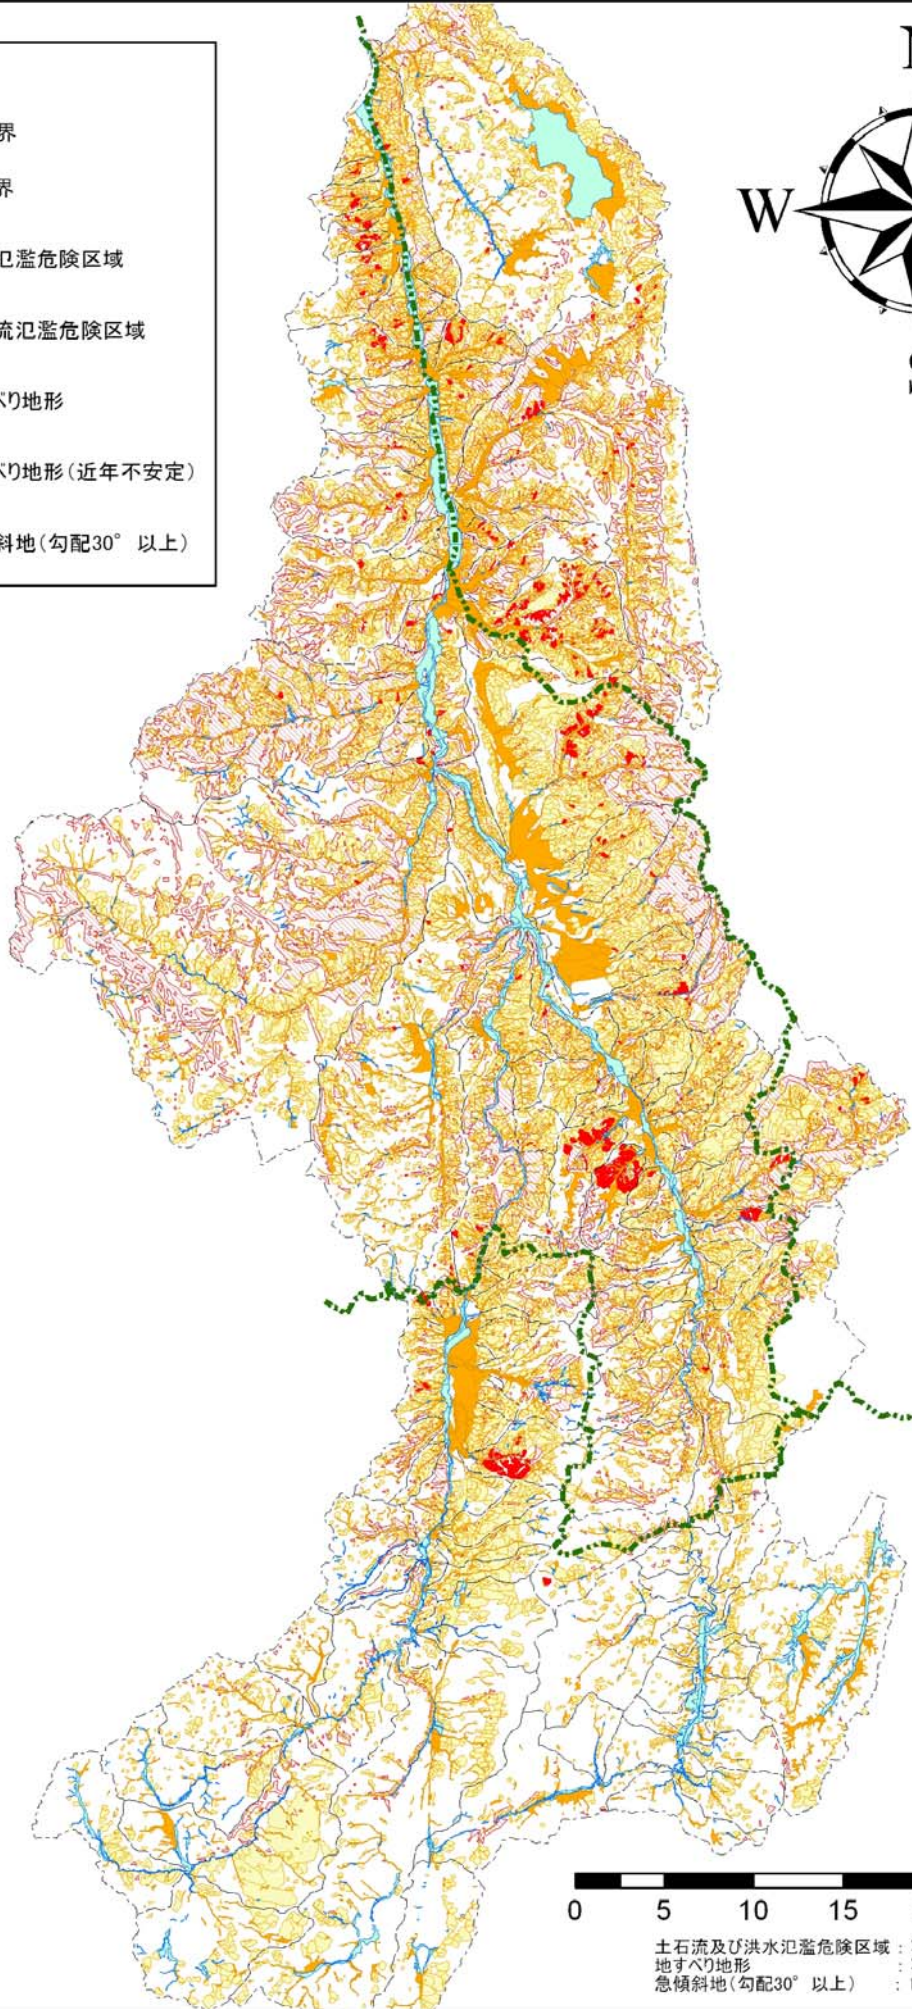 界
界
氾濫危険区域
流氾濫危険区域
べり地形
べり地形(近年不安定)
斜地(勾配30°以上)
W
0 5 10 15
土石流及び洪水氾濫危険区域 :
地すべり地形 :
急傾斜地(勾配30°以上) :